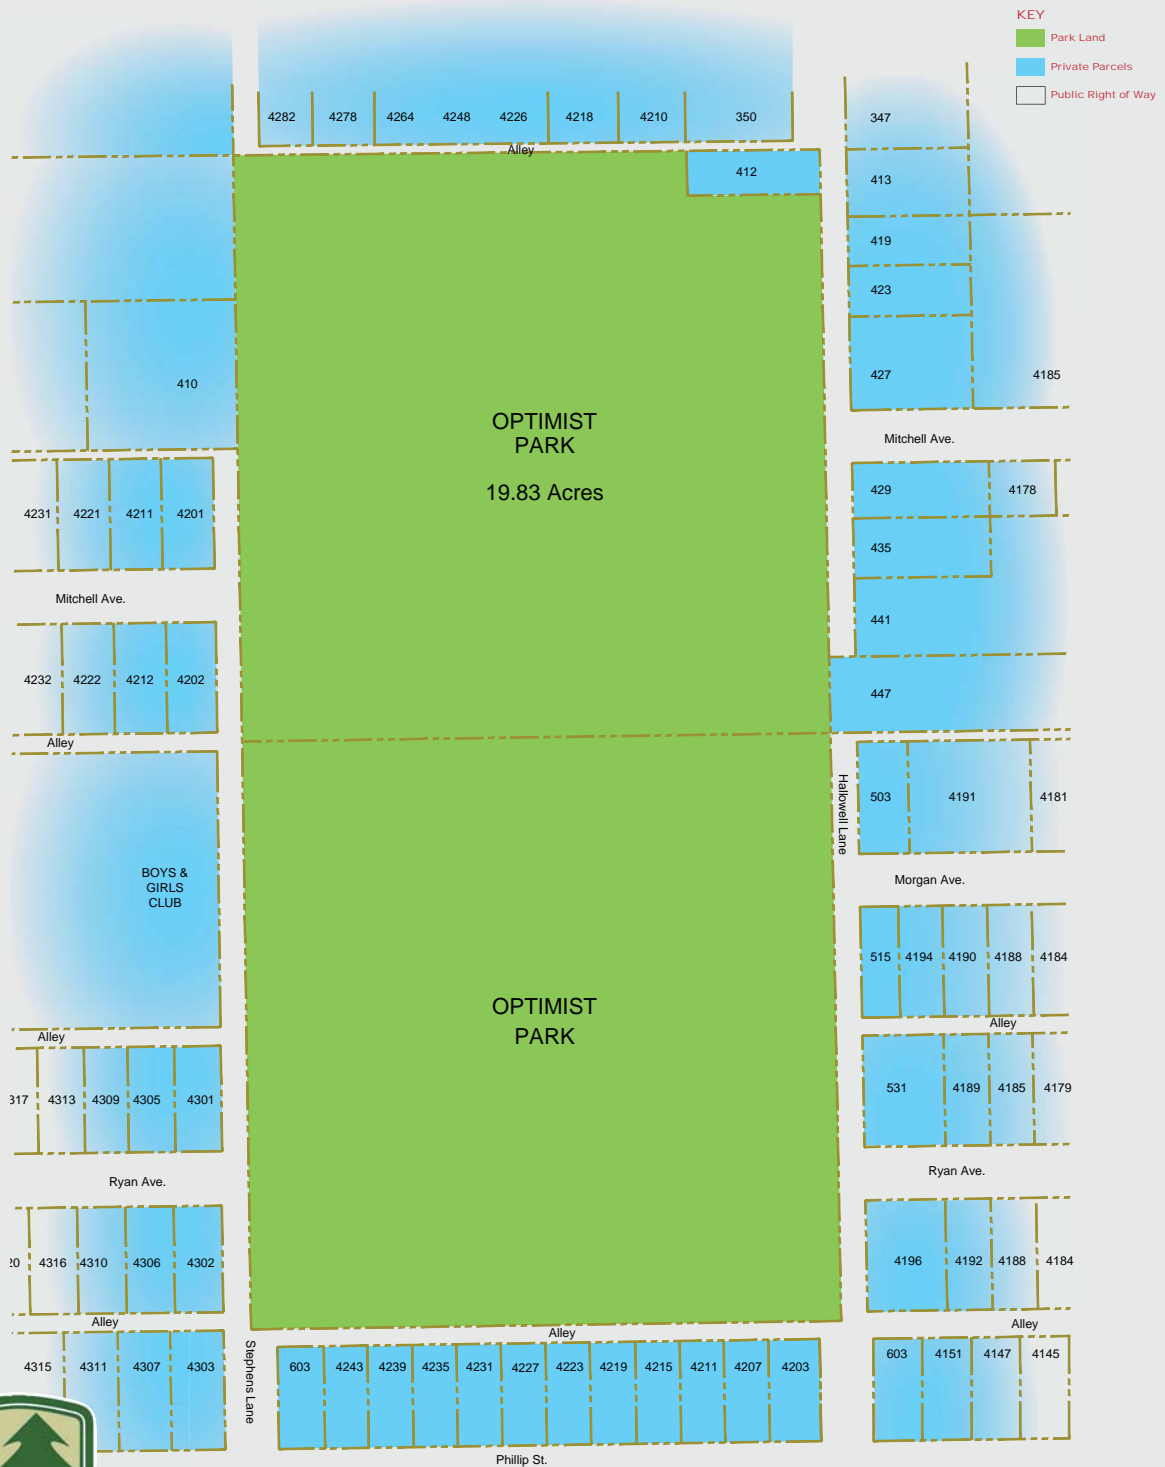 KEY
Park Land
Private Parcels
Public Right of Way
4282 4278 4264 4248 4226 4218 4210 350
347
Alley
412
413
419
423
410
427
4185
OPTIMIST
PARK
Mitchell Ave.
19.83 Acres
429 4178
4231 4221 4211 4201
435
Mitchell Ave.
441
4232 4222 4212 4202
447
Alley
503 4191 4181
Hallowell Lane
BOYS &
GIRLS
CLUB
Morgan Ave.
515 4194 4190 4188 4184
OPTIMIST
PARK
Alley
Alley
317 4313 4309 4305 4301
531 4189 4185 4179
Ryan Ave.
Ryan Ave.
20 4316 4310 4306 4302
4196 4192 4188 4184
Alley
Alley
Alley
4315 4311 4307 4303
Stephens Lane
603 4243 4239 4235 4231 4227 4223 4219 4215 4211 4207 4203
603 4151 4147 4145
Phillip St.